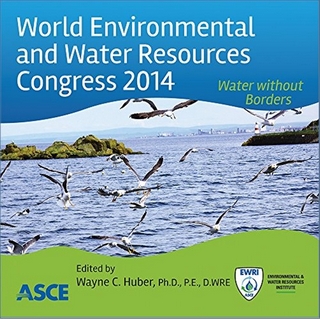 World Environmental
and Water Resources
Congress 2014
Water without
Borders
Edited by
Wayne C. Huber, Ph.D., P.E., D.WRE
ASCE
EWRI
ASCE
ENVIRONMENTAL &
WATER RESOURCES
INSTITUTE